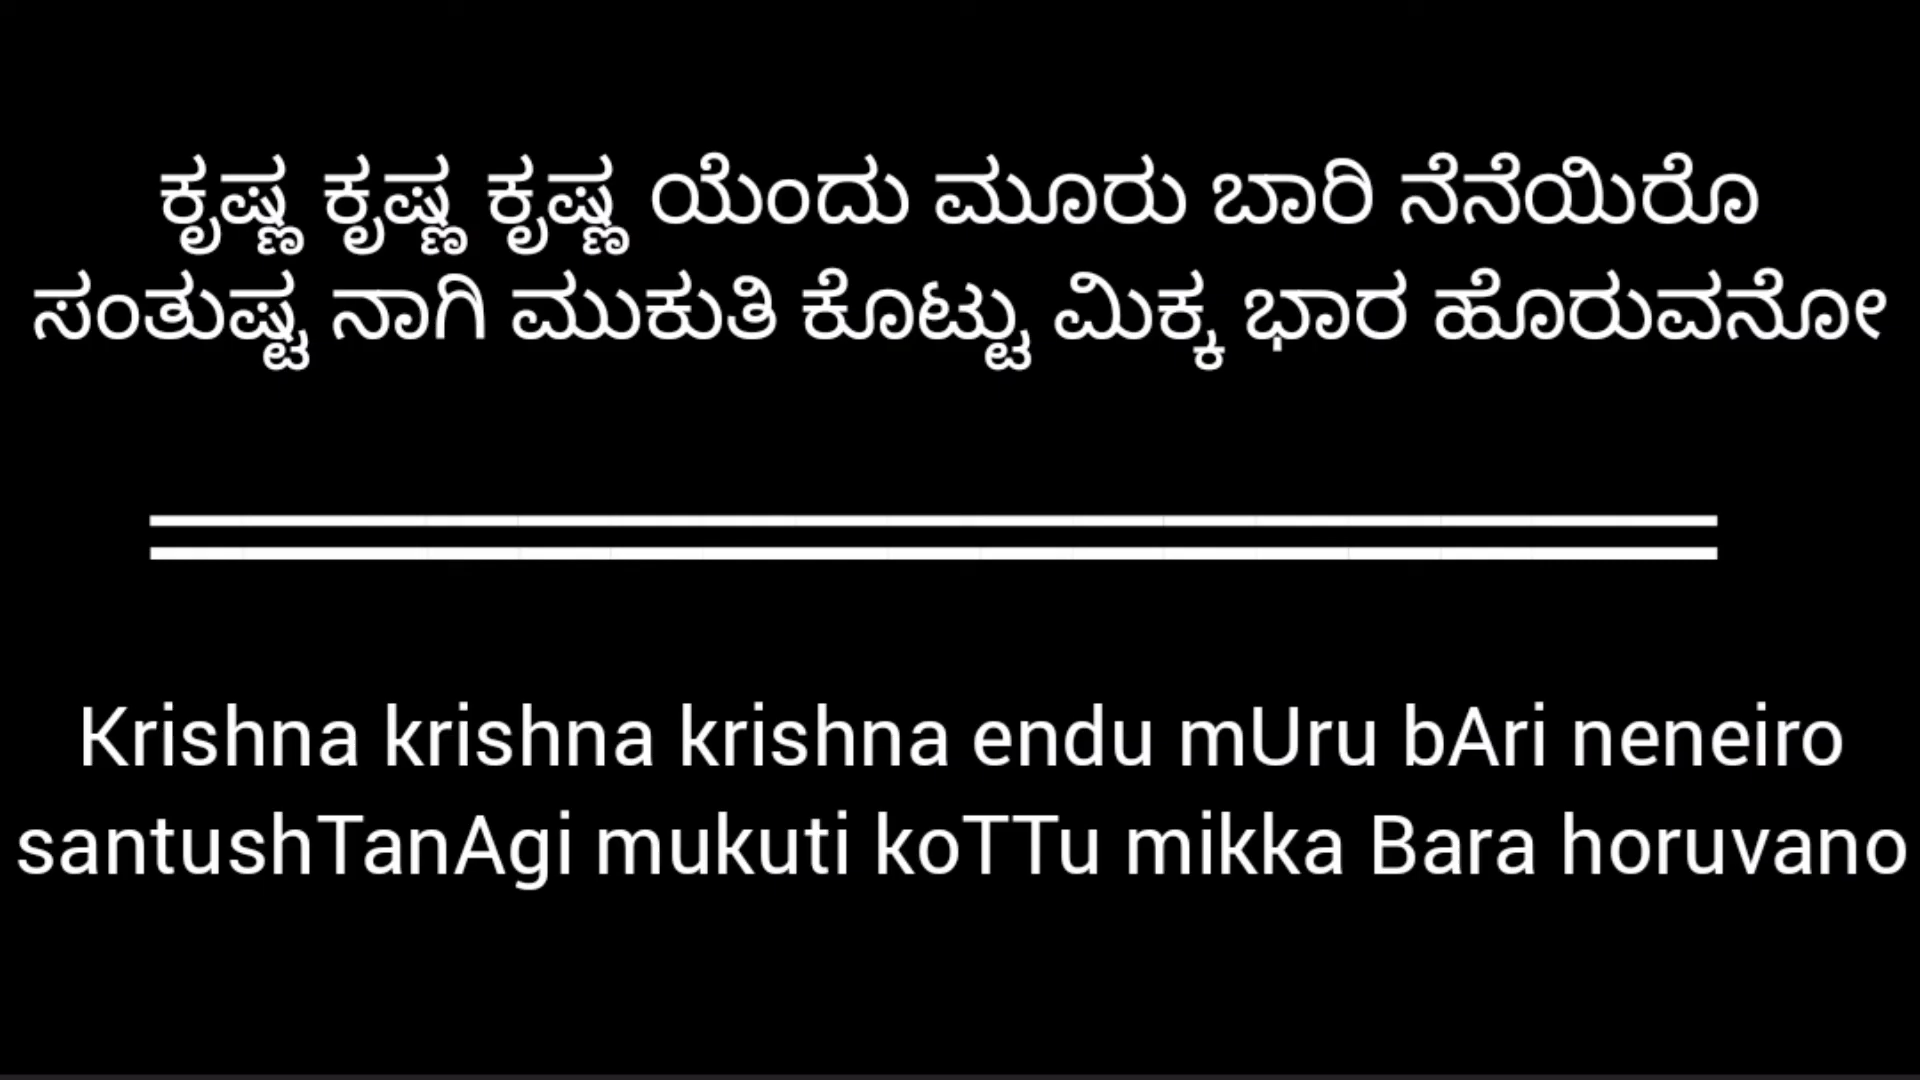 ಕೃಷ್ಣ ಕೃಷ್ಣ ಕೃಷ್ಣ ಯೆಂದು ಮೂರು ಬಾರಿ ನೆನೆಯಿರೊ
ಸಂತುಷ್ಟ ನಾಗಿ ಮುಕುತಿ ಕೊಟ್ಟು ಮಿಕ್ಕ ಭಾರ ಹೊರುವನೋ
Krishna krishna krishna endu mUru bAri neneiro
santushTanAgi mukuti koTTu mikka Bara horuvano